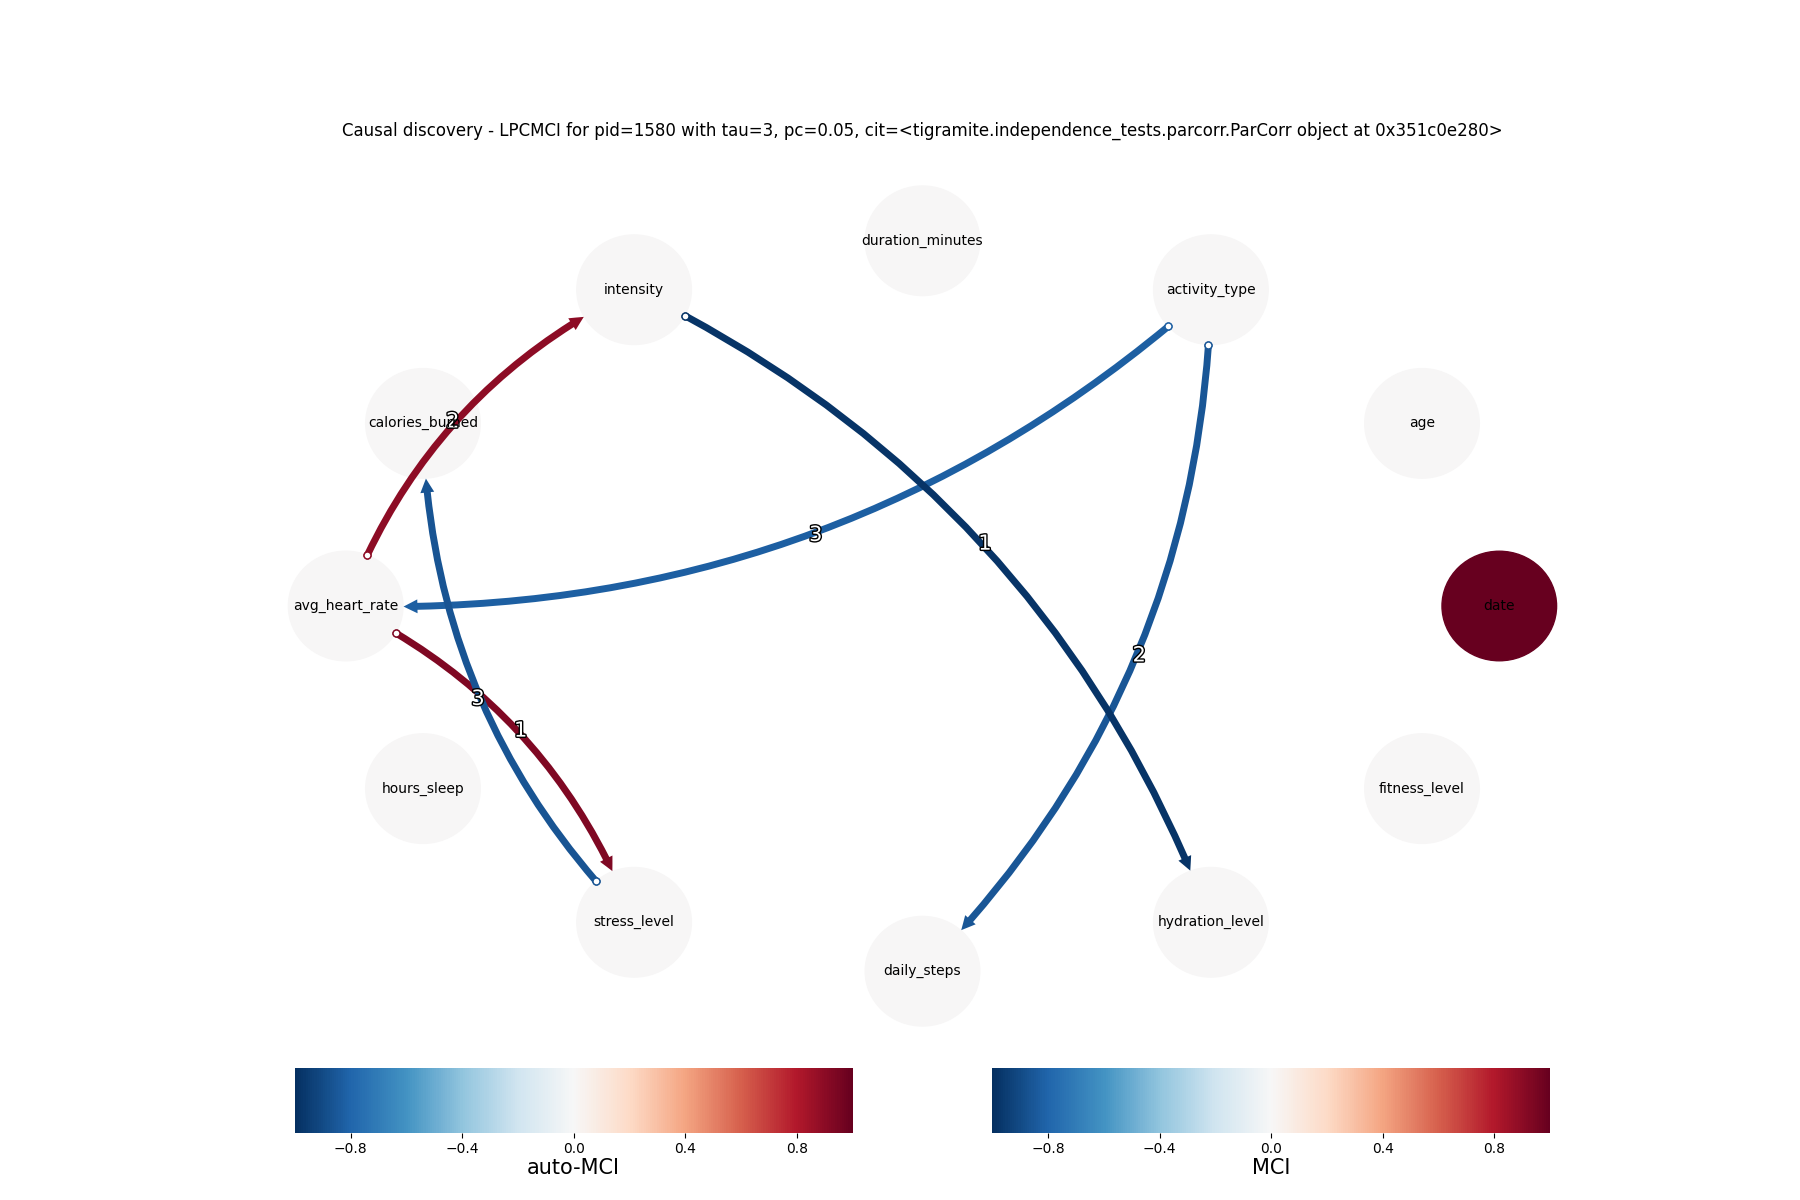 Causal discovery - LPCMCI for pid=1580 with tau=3, pc=0.05, cit=<tigramite.independence_tests.parcorr.ParCorr object at 0x351c0e280>
duration_minutes
intensity
activity_type
calories_burned
2
age
3
1
avg_heart_rate
date
2
3
1
hours_sleep
fitness_level
stress_level
hydration_level
daily_steps
−0.8 −0.4 0.0 0.4 0.8
auto-MCI
−0.8 −0.4 0.0 0.4 0.8
MCI